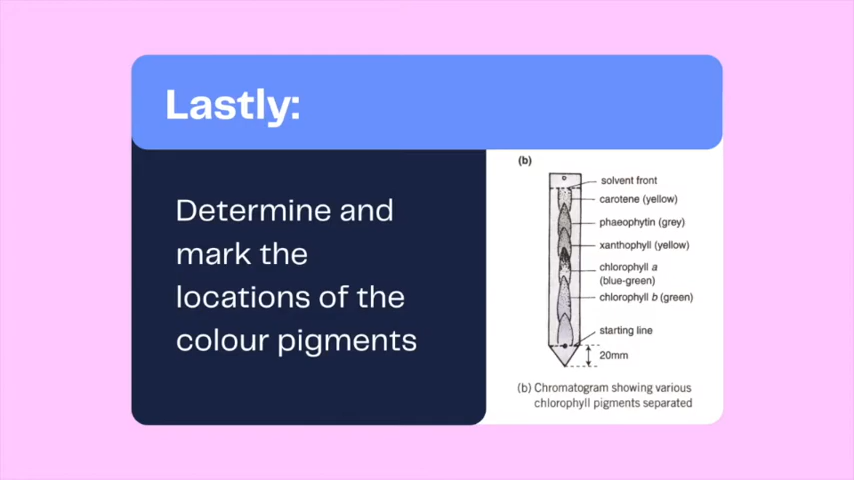 Lastly:
Determine and
mark the
locations of the
colour pigments
(b)
solvent front
carotene (yellow)
phaeophytin (grey)
xanthophyll (yellow)
chlorophyll a
(blue-green)
chlorophyll b (green)
starting line
20mm
(b) Chromatogram showing various
chlorophyll pigments separated